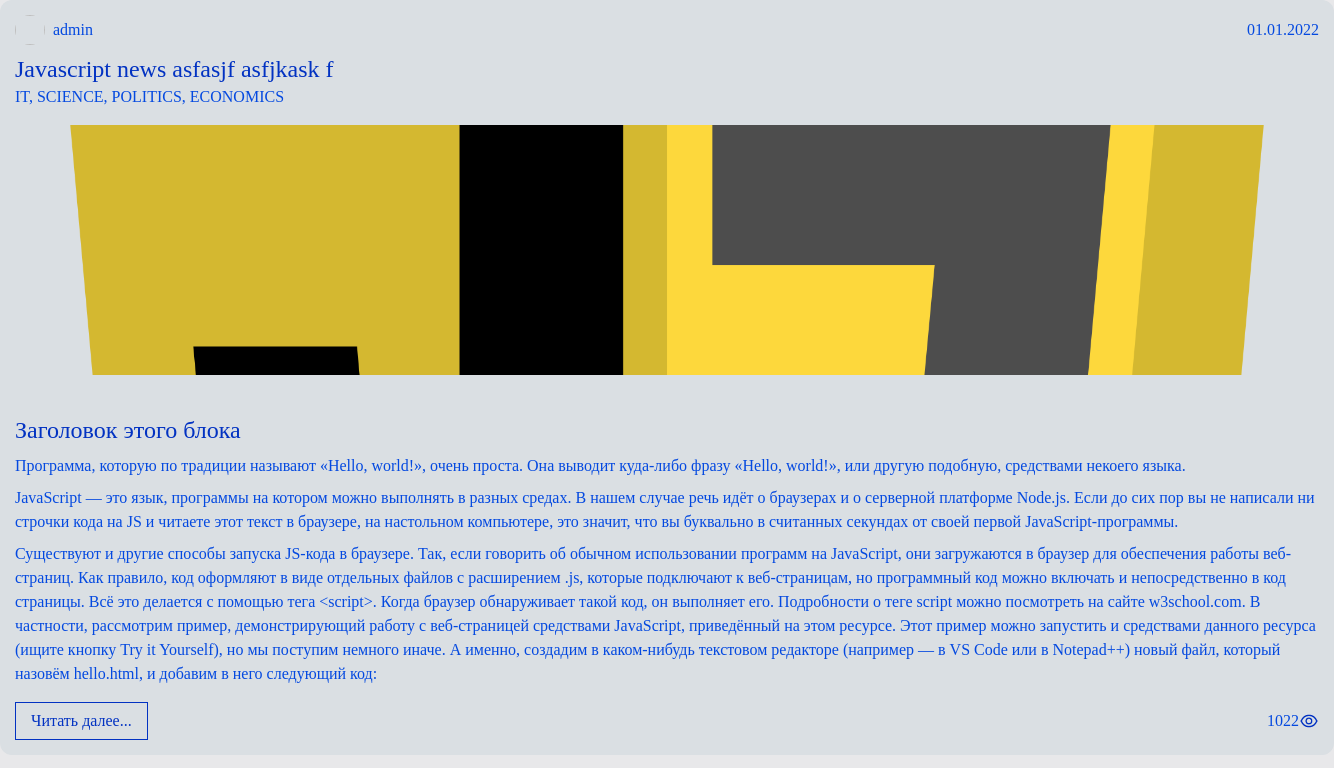 admin
01.01.2022
Javascript news asfasjf asfjkask f
IT, SCIENCE, POLITICS, ECONOMICS
Заголовок этого блока
Программа, которую по традиции называют «Hello, world!», очень проста. Она выводит куда-либо фразу «Hello, world!», или другую подобную, средствами некоего языка.
JavaScript — это язык, программы на котором можно выполнять в разных средах. В нашем случае речь идёт о браузерах и о серверной платформе Node.js. Если до сих пор вы не написали ни
строчки кода на JS и читаете этот текст в браузере, на настольном компьютере, это значит, что вы буквально в считанных секундах от своей первой JavaScript-программы.
Существуют и другие способы запуска JS-кода в браузере. Так, если говорить об обычном использовании программ на JavaScript, они загружаются в браузер для обеспечения работы веб-
страниц. Как правило, код оформляют в виде отдельных файлов с расширением .js, которые подключают к веб-страницам, но программный код можно включать и непосредственно в код
страницы. Всё это делается с помощью тега <script>. Когда браузер обнаруживает такой код, он выполняет его. Подробности о теге script можно посмотреть на сайте w3school.com. В
частности, рассмотрим пример, демонстрирующий работу с веб-страницей средствами JavaScript, приведённый на этом ресурсе. Этот пример можно запустить и средствами данного ресурса
(ищите кнопку Try it Yourself), но мы поступим немного иначе. А именно, создадим в каком-нибудь текстовом редакторе (например — в VS Code или в Notepad++) новый файл, который
назовём hello.html, и добавим в него следующий код:
Читать далее...
1022